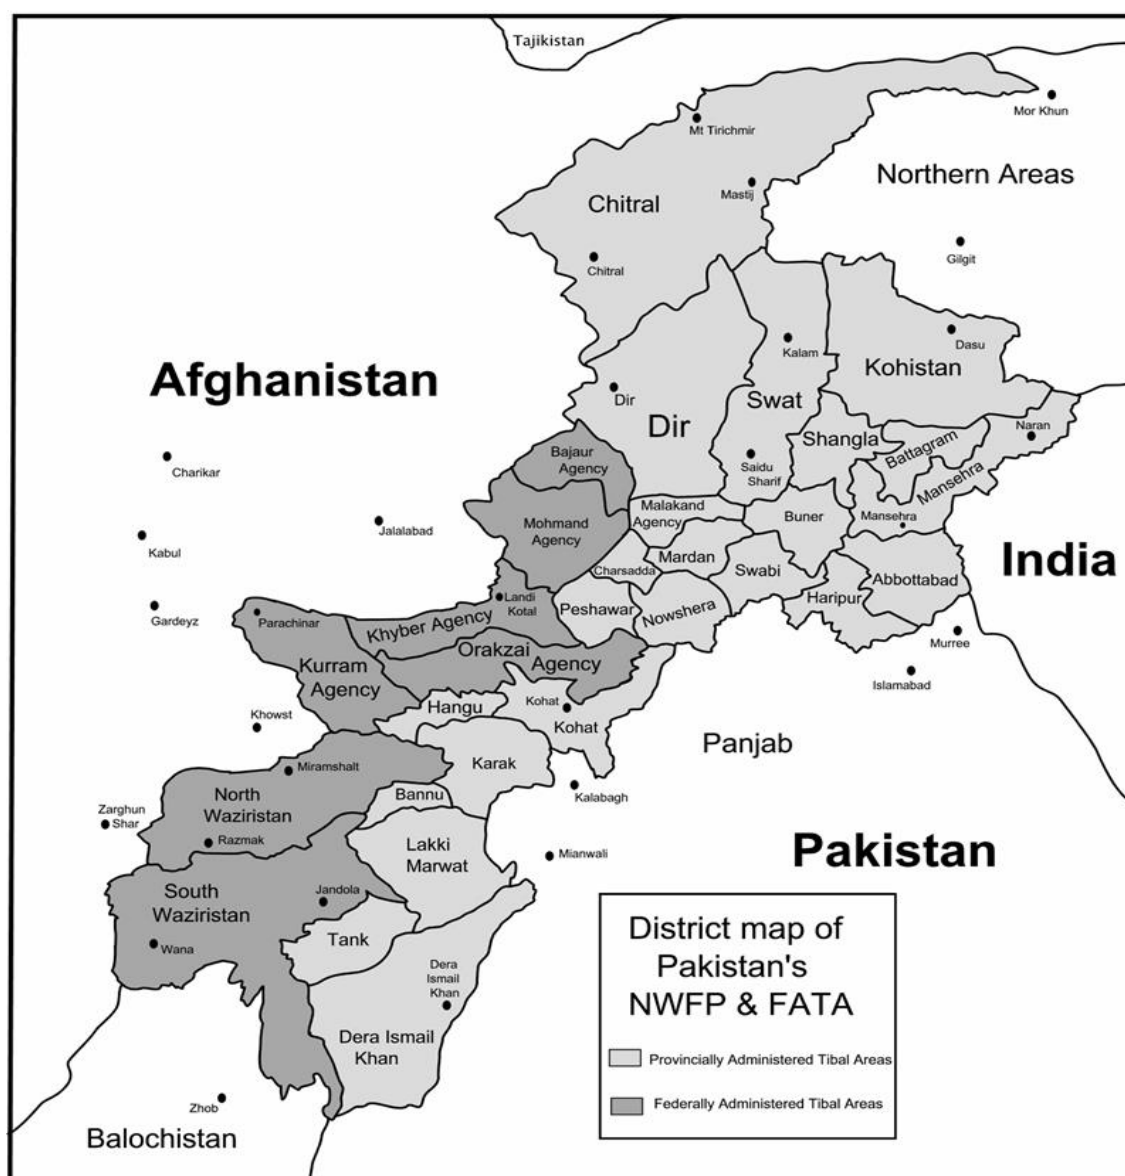 Tajikistan
Mor Khun
Mt Tirichmir
Northern Areas
Mastij
Chitral
Gilgit
Chitral
Dasu
Kalam
Kohistan
Afghanistan
Dir
Swat
Dir
Naran
Shangla
Battagram
Bajaur
Agency
Saidu
Sharif
Mansehra
Charikar
Malakand
Agency
Buner
Mansehra
Mohmand
Agency
Jalalabad
Kabul
Mardan
India
Charsadda
Swabi
Abbottabad
Landi
Kotal
Peshawar
Nowshera
Haripur
Gardeyz
Parachinar
Khyber Agency
Murree
Orakzai
Agency
Kurram
Agency
Islamabad
Hangu
Kohat
Kohat
Khowst
Panjab
Karak
Miramshalt
Kalabagh
Bannu
North
Waziristan
Zarghun
Shar
Razmak
Lakki
Marwat
Mianwali
Pakistan
South
Waziristan
Jandola
Tank
Wana
Dera
Ismail
Khan
Dera Ismail
Khan
Zhob
Balochistan
District map of
Pakistan's
NWFP & FATA
Provincially Administered Tibal Areas
Federally Administered Tibal Areas